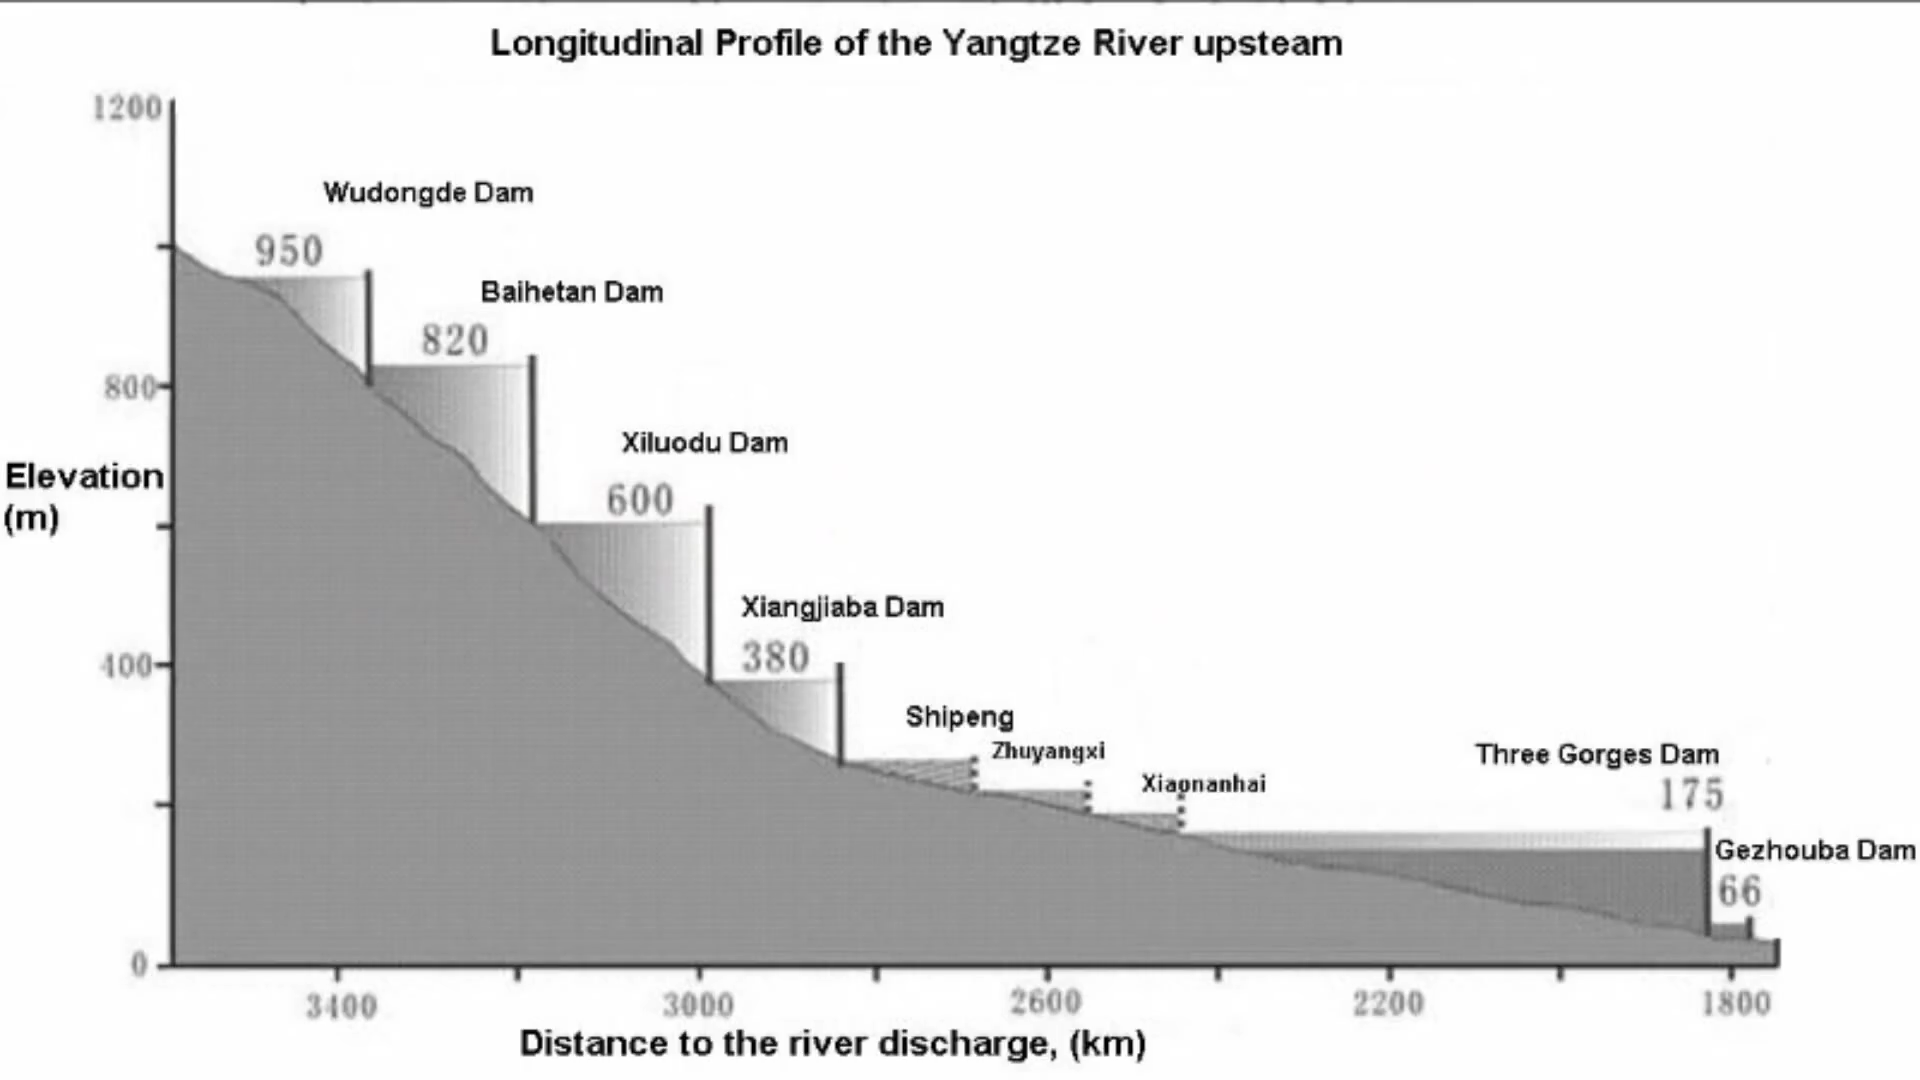 Longitudinal Profile of the Yangtze River upsteam
1200
Wudongde Dam
950
Baihetan Dam
820
800
Xiluodu Dam
Elevation
(m)
600
Xiangjiaba Dam
380
400
Shipeng
Zhuyangxi
Xiaonanhai
Three Gorges Dam
175
Gezhouba Dam
66
0
3400 3000 2600 2200 1800
Distance to the river discharge, (km)